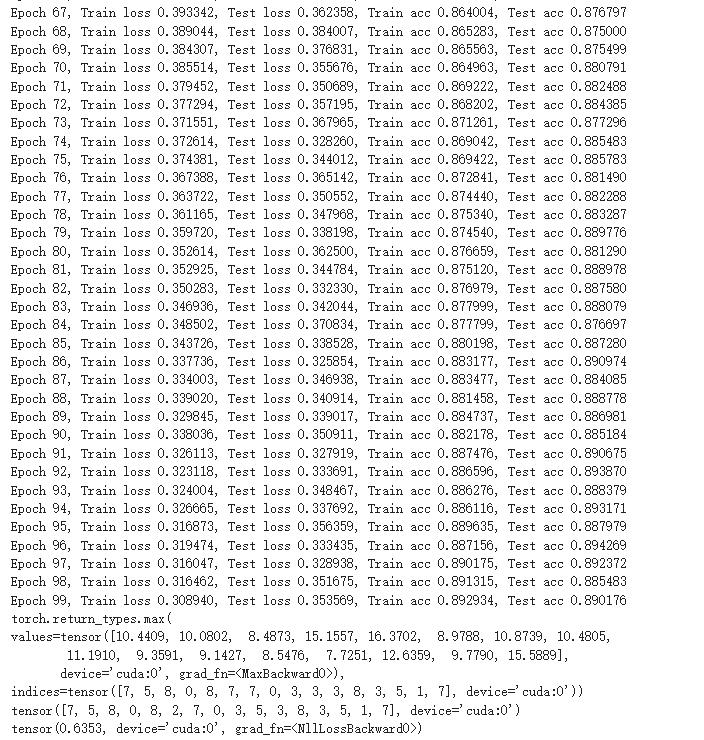 Epoch 67, Train loss 0.393342, Test loss 0.362358, Train acc 0.864004, Test acc 0.876797
Epoch 68, Train loss 0.389044, Test loss 0.384007, Train acc 0.865283, Test acc 0.875000
Epoch 69, Train loss 0.384307, Test loss 0.376831, Train acc 0.865563, Test acc 0.875499
Epoch 70, Train loss 0.385514, Test loss 0.355676, Train acc 0.864963, Test acc 0.880791
Epoch 71, Train loss 0.379452, Test loss 0.350689, Train acc 0.869222, Test acc 0.882488
Epoch 72, Train loss 0.377294, Test loss 0.357195, Train acc 0.868202, Test acc 0.884385
Epoch 73, Train loss 0.371551, Test loss 0.367965, Train acc 0.871261, Test acc 0.877296
Epoch 74, Train loss 0.372614, Test loss 0.328260, Train acc 0.869042, Test acc 0.885483
Epoch 75, Train loss 0.374381, Test loss 0.344012, Train acc 0.869422, Test acc 0.885783
Epoch 76, Train loss 0.367388, Test loss 0.365142, Train acc 0.872841, Test acc 0.881490
Epoch 77, Train loss 0.363722, Test loss 0.350552, Train acc 0.874440, Test acc 0.882288
Epoch 78, Train loss 0.361165, Test loss 0.347968, Train acc 0.875340, Test acc 0.883287
Epoch 79, Train loss 0.359720, Test loss 0.338198, Train acc 0.874540, Test acc 0.889776
Epoch 80, Train loss 0.352614, Test loss 0.362500, Train acc 0.876659, Test acc 0.881290
Epoch 81, Train loss 0.352925, Test loss 0.344784, Train acc 0.875120, Test acc 0.888978
Epoch 82, Train loss 0.350283, Test loss 0.332330, Train acc 0.876979, Test acc 0.887580
Epoch 83, Train loss 0.346936, Test loss 0.342044, Train acc 0.877999, Test acc 0.888079
Epoch 84, Train loss 0.348502, Test loss 0.370834, Train acc 0.877799, Test acc 0.876697
Epoch 85, Train loss 0.343726, Test loss 0.338528, Train acc 0.880198, Test acc 0.887280
Epoch 86, Train loss 0.337736, Test loss 0.325854, Train acc 0.883177, Test acc 0.890974
Epoch 87, Train loss 0.334003, Test loss 0.346938, Train acc 0.883477, Test acc 0.884085
Epoch 88, Train loss 0.339020, Test loss 0.340914, Train acc 0.881458, Test acc 0.888778
Epoch 89, Train loss 0.329845, Test loss 0.339017, Train acc 0.884737, Test acc 0.886981
Epoch 90, Train loss 0.338036, Test loss 0.350911, Train acc 0.882178, Test acc 0.885184
Epoch 91, Train loss 0.326113, Test loss 0.327919, Train acc 0.887476, Test acc 0.890675
Epoch 92, Train loss 0.323118, Test loss 0.333691, Train acc 0.886596, Test acc 0.893870
Epoch 93, Train loss 0.324004, Test loss 0.348467, Train acc 0.886276, Test acc 0.888379
Epoch 94, Train loss 0.326665, Test loss 0.337692, Train acc 0.886116, Test acc 0.893171
Epoch 95, Train loss 0.316873, Test loss 0.356359, Train acc 0.889635, Test acc 0.887979
Epoch 96, Train loss 0.319474, Test loss 0.333435, Train acc 0.887156, Test acc 0.894269
Epoch 97, Train loss 0.316047, Test loss 0.328938, Train acc 0.890175, Test acc 0.892372
Epoch 98, Train loss 0.316462, Test loss 0.351675, Train acc 0.891315, Test acc 0.885483
Epoch 99, Train loss 0.308940, Test loss 0.353569, Train acc 0.892934, Test acc 0.890176
torch.return_types.max(
values=tensor([10.4409, 10.0802, 8.4873, 15.1557, 16.3702, 8.9788, 10.8739, 10.4805,
11.1910, 9.3591, 9.1427, 8.5476, 7.7251, 12.6359, 9.7790, 15.5889],
device='cuda:0', grad_fn=<MaxBackward0>),
indices=tensor([7, 5, 8, 0, 8, 7, 7, 0, 3, 3, 3, 8, 3, 5, 1, 7], device='cuda:0'))
tensor([7, 5, 8, 0, 8, 2, 7, 0, 3, 5, 3, 8, 3, 5, 1, 7], device='cuda:0')
tensor(0.6353, device='cuda:0', grad_fn=<NllLossBackward0>)